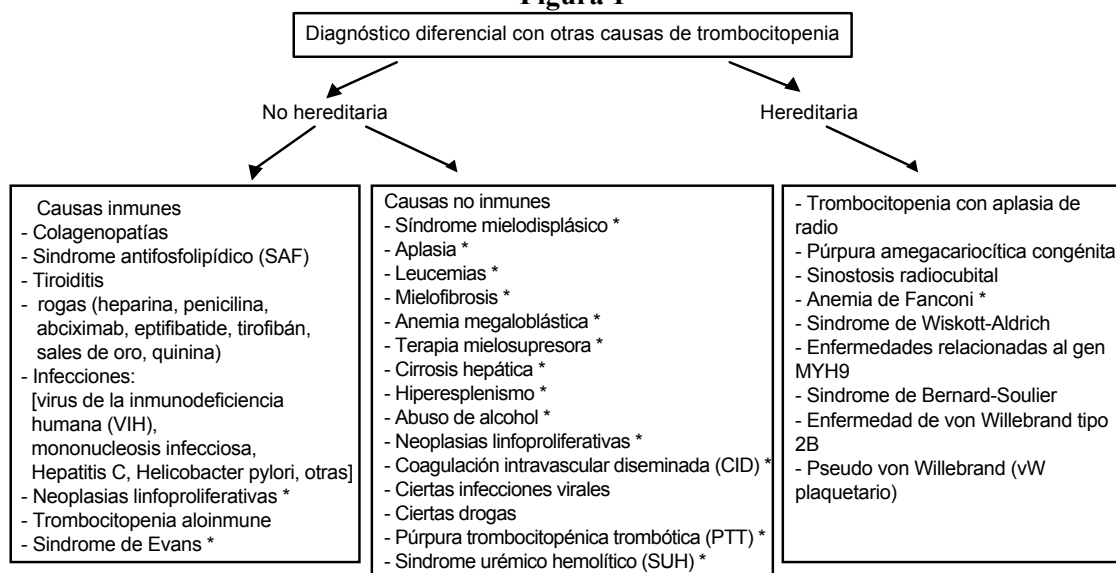 Figura 1
Diagnóstico diferencial con otras causas de trombocitopenia
No hereditaria
Hereditaria
Causas inmunes
- Colagenopatías
- Sindrome antifosfolipídico (SAF)
- Tiroiditis
- rogas (heparina, penicilina,
abciximab, eptifibatide, tirofibán,
sales de oro, quinina)
- Infecciones:
[virus de la inmunodeficiencia
humana (VIH),
mononucleosis infecciosa,
Hepatitis C, Helicobacter pylori, otras]
- Neoplasias linfoproliferativas *
- Trombocitopenia aloinmune
- Sindrome de Evans *
Causas no inmunes
- Síndrome mielodisplásico *
- Aplasia *
- Leucemias *
- Mielofibrosis *
- Anemia megaloblástica *
- Terapia mielosupresora *
- Cirrosis hepática *
- Hiperesplenismo *
- Abuso de alcohol *
- Neoplasias linfoproliferativas *
- Coagulación intravascular diseminada (CID) *
- Ciertas infecciones virales
- Ciertas drogas
- Púrpura trombocitopénica trombótica (PTT) *
- Sindrome urémico hemolítico (SUH) *
- Trombocitopenia con aplasia de
radio
- Púrpura amegacariocítica congénita
- Sinostosis radiocubital
- Anemia de Fanconi *
- Sindrome de Wiskott-Aldrich
- Enfermedades relacionadas al gen
MYH9
- Sindrome de Bernard-Soulier
- Enfermedad de von Willebrand tipo
2B
- Pseudo von Willebrand (vW
plaquetario)